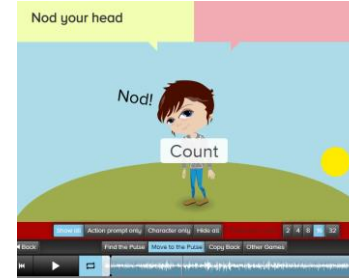 Nod your head
Nod!
Count
Show all Action prompt only Character only Hide all 2 4 8 16 32
Back Find the Pulse Move to the Pulse Copy Back Other Games